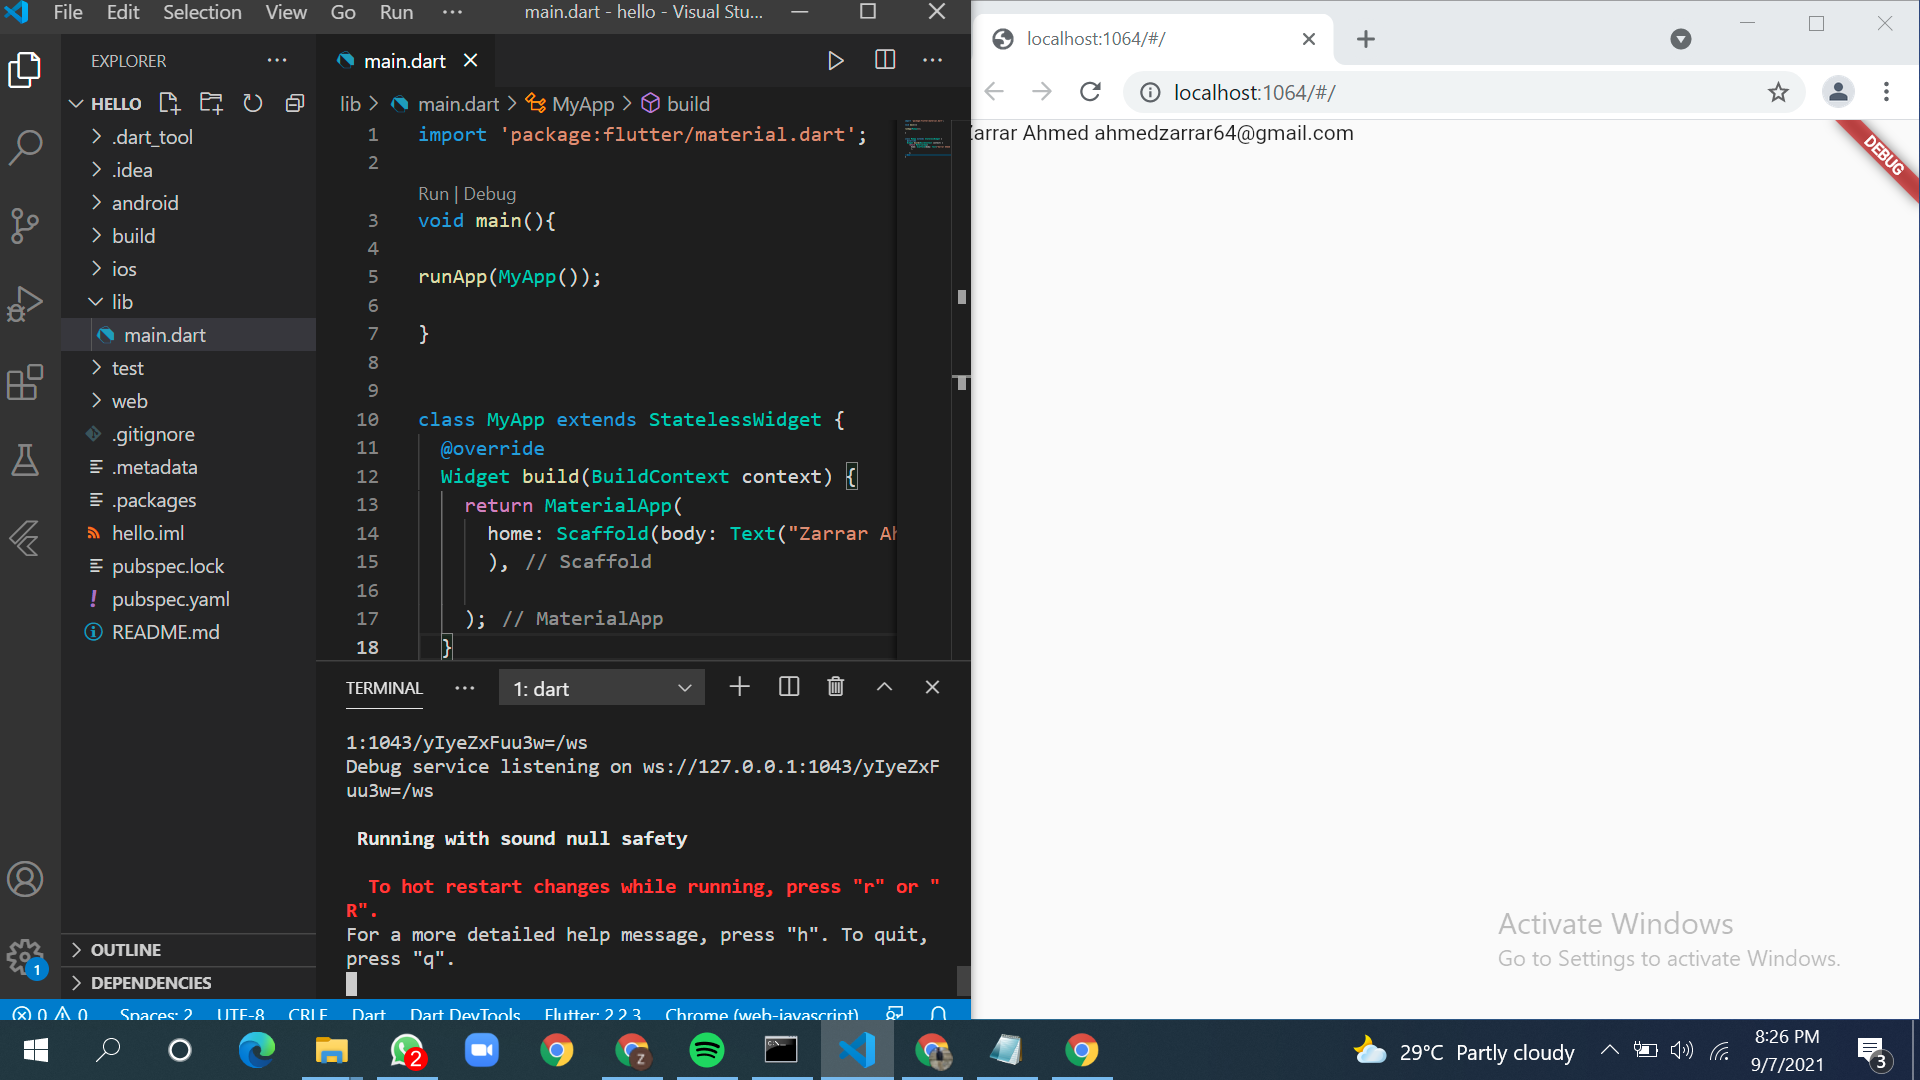 File Edit Selection View Go Run ··· main.dart - hello - Visual Stu...
EXPLORER ···
HELLO
.dart_tool
.idea
android
build
ios
lib
main.dart
test
web
.gitignore
.metadata
.packages
hello.iml
pubspec.lock
pubspec.yaml
README.md
OUTLINE
DEPENDENCIES
1
main.dart
lib > main.dart > MyApp > build
1 import 'package:flutter/material.dart';
2
Run | Debug
3 void main(){
4
5 runApp(MyApp());
6
7 }
8
9
10 class MyApp extends StatelessWidget {
11 @override
12 Widget build(BuildContext context) {
13 return MaterialApp(
14 home: Scaffold(body: Text("Zarrar Ah
15 ), // Scaffold
16
17 ); // MaterialApp
18 }
TERMINAL ··· 1: dart
1:1043/yIyeZxFuu3w=/ws
Debug service listening on ws://127.0.0.1:1043/yIyeZxF
uu3w=/ws
Running with sound null safety
To hot restart changes while running, press "r" or "
R".
For a more detailed help message, press "h". To quit,
press "q".
0 0 Spaces: 2 UTF-8 CRLF Dart Dart DevTools Flutter: 2.2.3 Chrome (web-javascript)
localhost:1064/#/
localhost:1064/#/
Zarrar Ahmed ahmedzarrar64@gmail.com
DEBUG
Activate Windows
Go to Settings to activate Windows.
2
z
29°C Partly cloudy
8:26 PM
9/7/2021
3